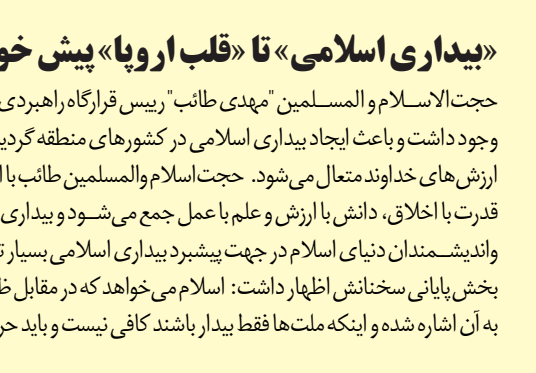 «بیداری اسلامی» تا «قلب اروپا» پیش
حجت‌الاسلام و المسلمین "مهدی طائب" رییس قرارگاه راهبردی
وجود داشت و باعث ایجاد بیداری اسلامی در کشورهای منطقه
ارزش‌های خداوند متعال می‌شود. حجت‌اسلام والمسلمین طائب با
قدرت با اخلاق، دانش با ارزش و علم با عمل جمع می‌شود و بیداری
واندیشمندان دنیای اسلام در جهت پیشبرد بیداری اسلامی بسیار
بخش پایانی سخنانش اظهار داشت: اسلام می‌خواهد که در مقابل
به آن اشاره شده و اینکه ملت‌ها فقط بیدار باشند کافی نیست و باید